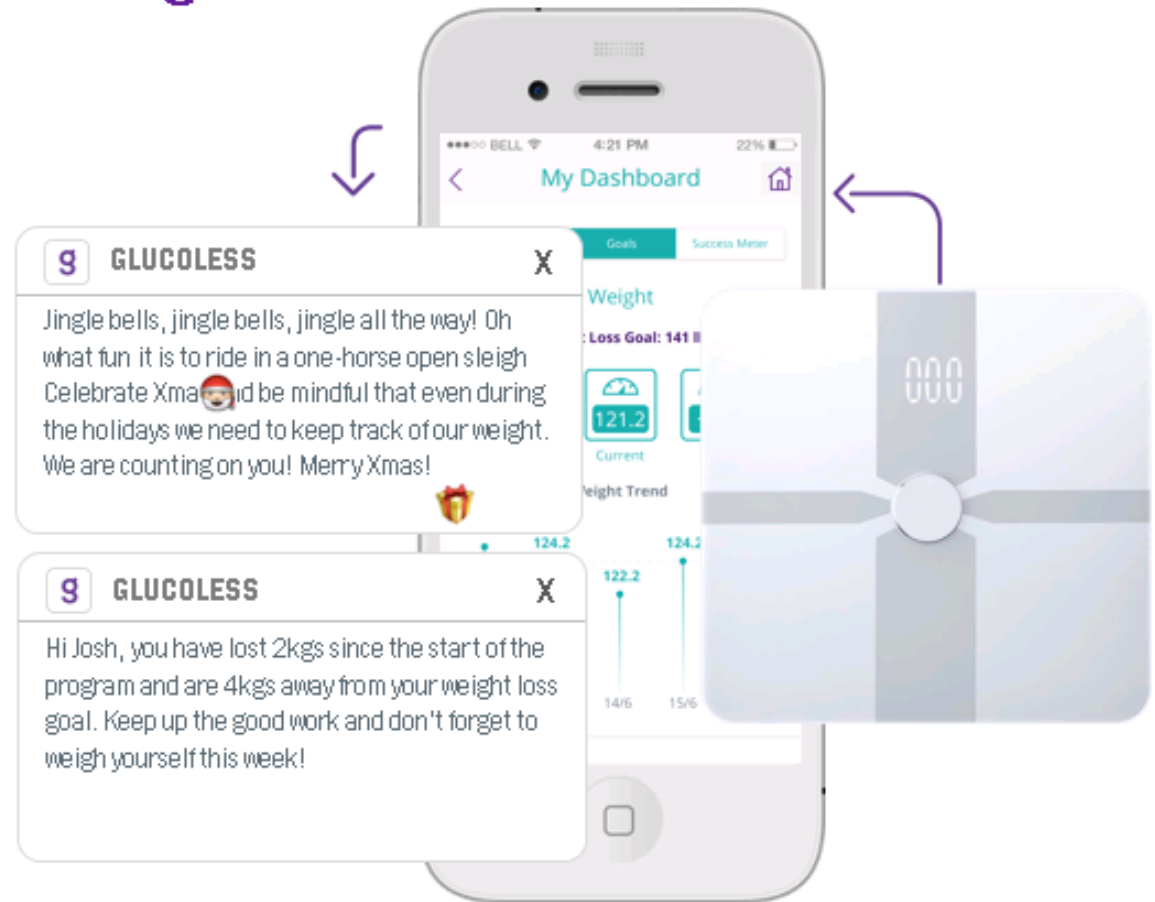 BELL 4:21 PM 22%
My Dashboard
Goals Success Meter
Weight
Loss Goal: 141
121.2
Current
Trend
124.2 124.2
122.2
14/6 15/6
g GLUCOLESS X
Jingle bells, jingle bells, jingle all the way! Oh
what fun it is to ride in a one-horse open sleigh
Celebrate Xma d be mindful that even during
the holidays we need to keep track of our weight.
We are counting on you! Merry Xmas!
g GLUCOLESS X
Hi Josh, you have lost 2kgs since the start of the
program and are 4kgs away from your weight loss
goal. Keep up the good work and don't forget to
weigh yourself this week!
000